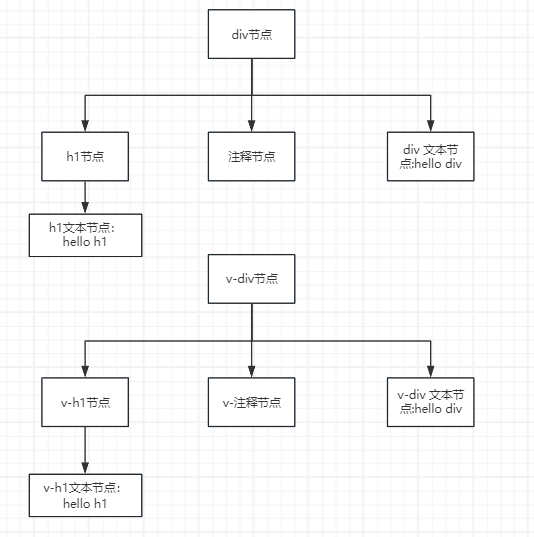 div节点
h1节点
注释节点
div 文本节
点:hello div
h1文本节点：
hello h1
v-div节点
v-h1节点
v-注释节点
v-div 文本节
点:hello div
v-h1文本节点：
hello h1